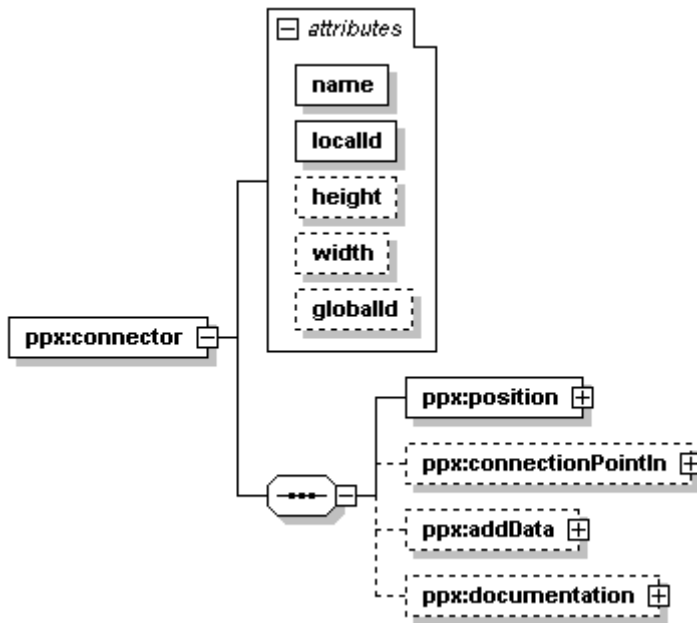 attributes
name
localId
height
width
globalId
ppx:connector
ppx:position
ppx:connectionPointIn
ppx:addData
ppx:documentation